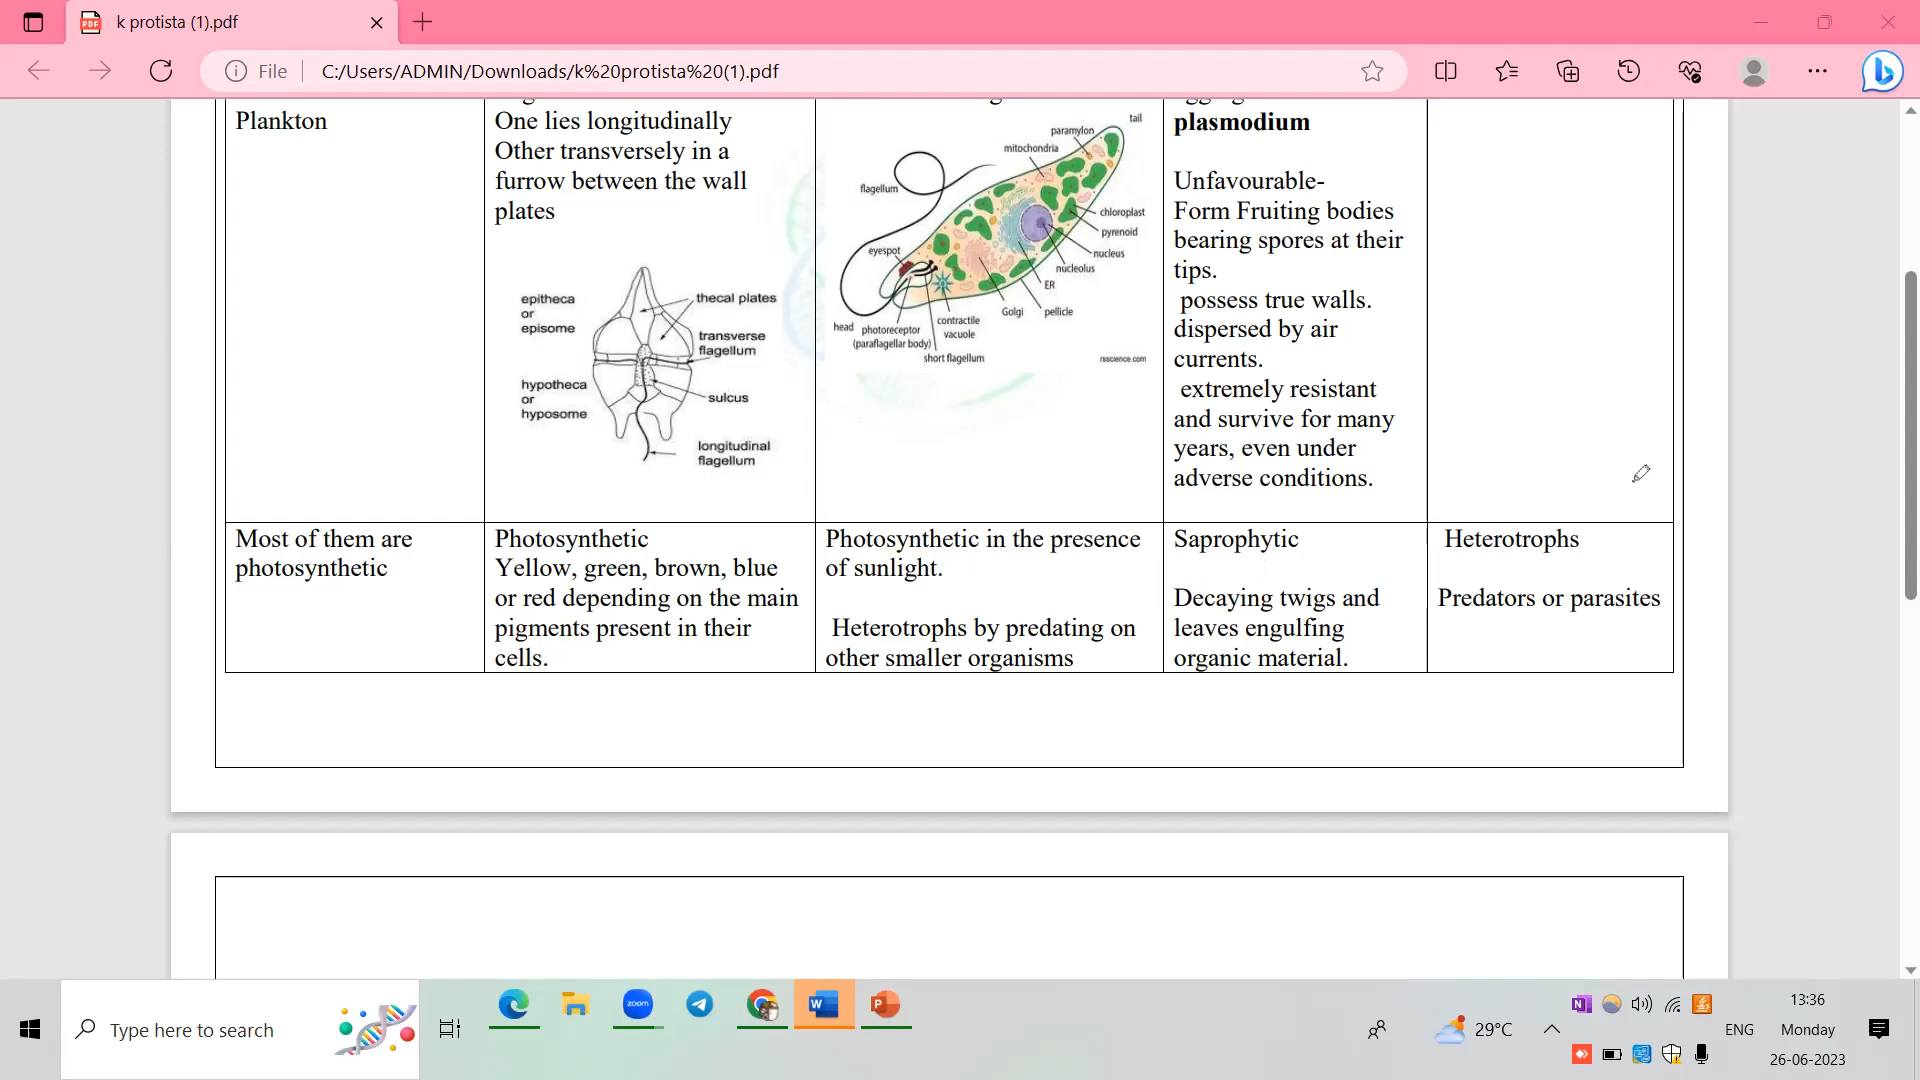 k protista (1).pdf
File
C:/Users/ADMIN/Downloads/k%20protista%20(1).pdf
Plankton
One lies longitudinally
Other transversely in a
furrow between the wall
plates
epitheca
or
episome
thecal plates
transverse
flagellum
hypotheca
or
hyposome
sulcus
longitudinal
flagellum
tail
paramylon
mitochondria
flagellum
chloroplast
pyrenoid
eyespot
nucleus
nucleolus
ER
Golgi
pellicle
head
photoreceptor
(paraflagellar body)
contractile
vacuole
short flagellum
rsscience.com
plasmodium
Unfavourable-
Form Fruiting bodies
bearing spores at their
tips.
possess true walls.
dispersed by air
currents.
extremely resistant
and survive for many
years, even under
adverse conditions.
Most of them are
photosynthetic
Photosynthetic
Yellow, green, brown, blue
or red depending on the main
pigments present in their
cells.
Photosynthetic in the presence
of sunlight.
Heterotrophs by predating on
other smaller organisms
Saprophytic
Decaying twigs and
leaves engulfing
organic material.
Heterotrophs
Predators or parasites
Type here to search
zoom
29°C
ENG
13:36
Monday
26-06-2023